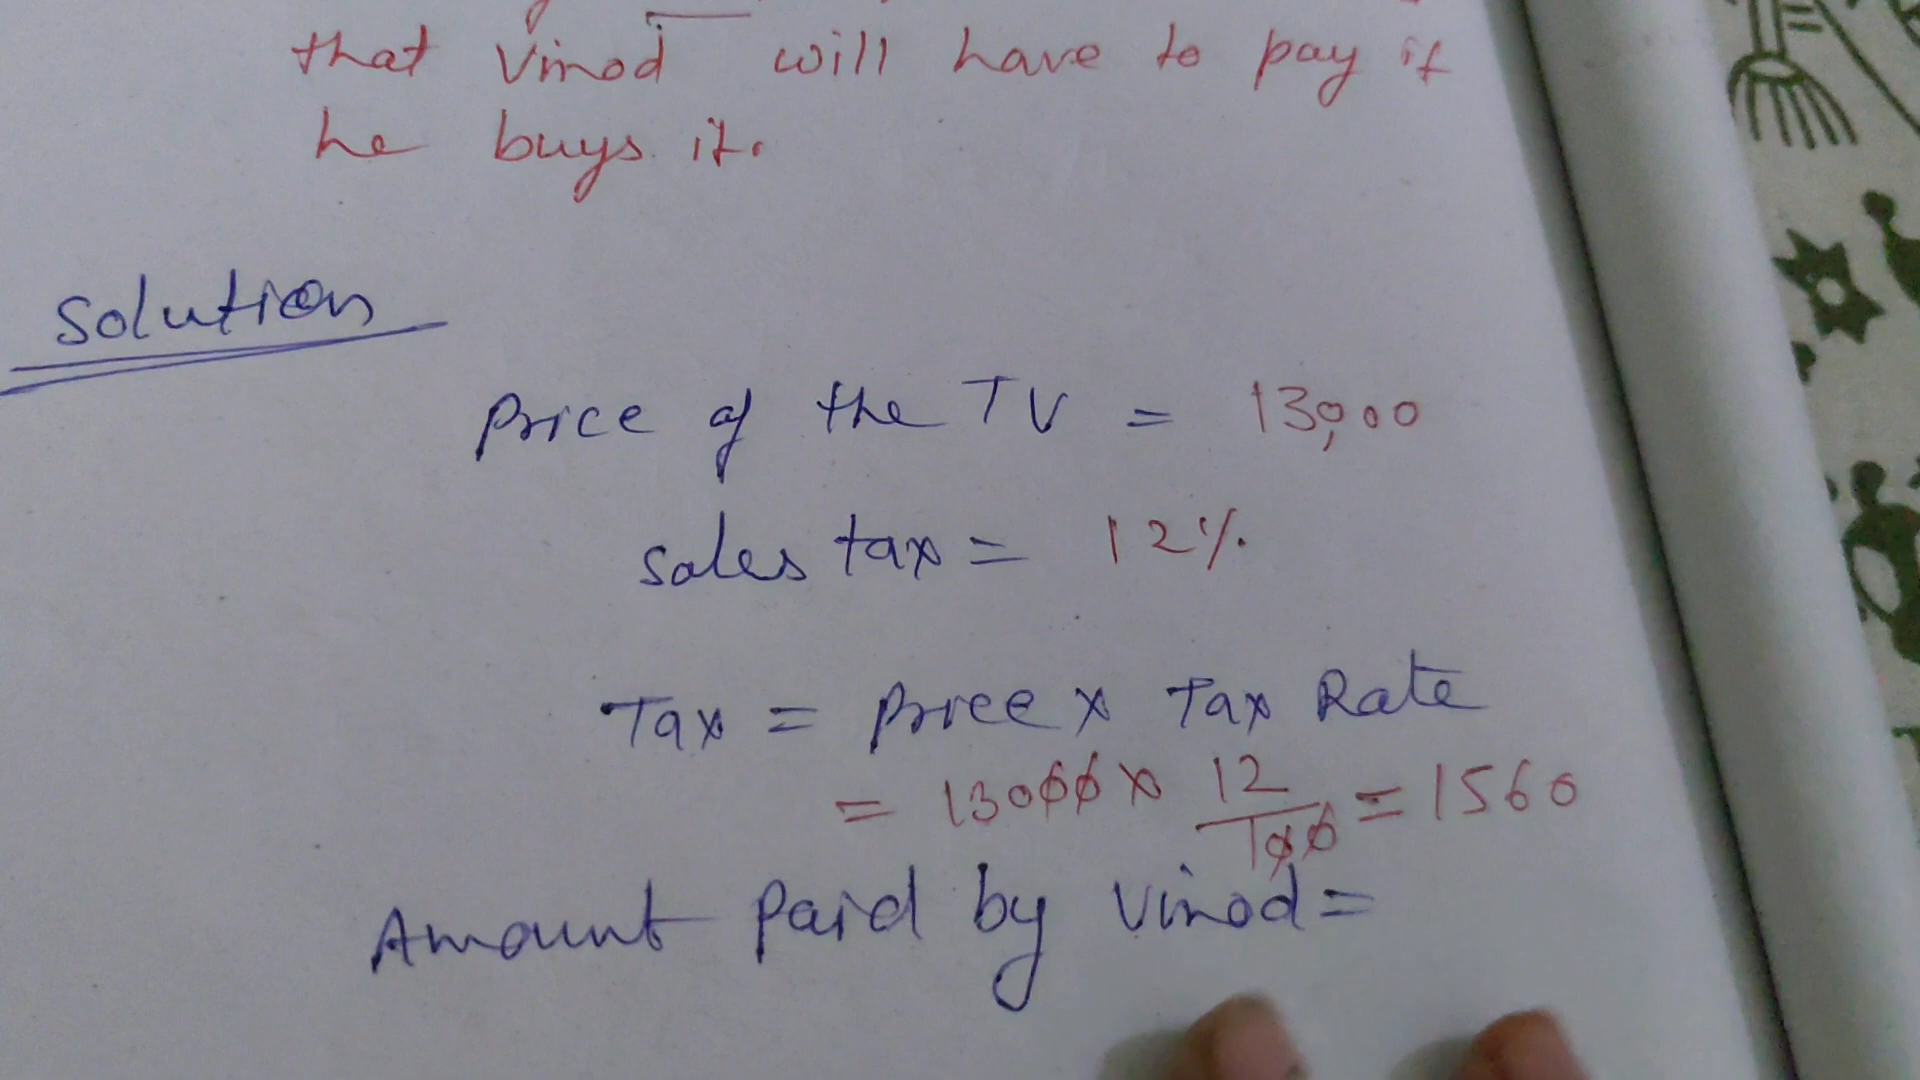 that Vinod will have to pay if
he buys it.
Solution
Price of the TV = 13,000
Sales tax = 12%
Tax = Price x Tax Rate
= 13000 x 12/100 = 1560
Amount Paid by Vinod =